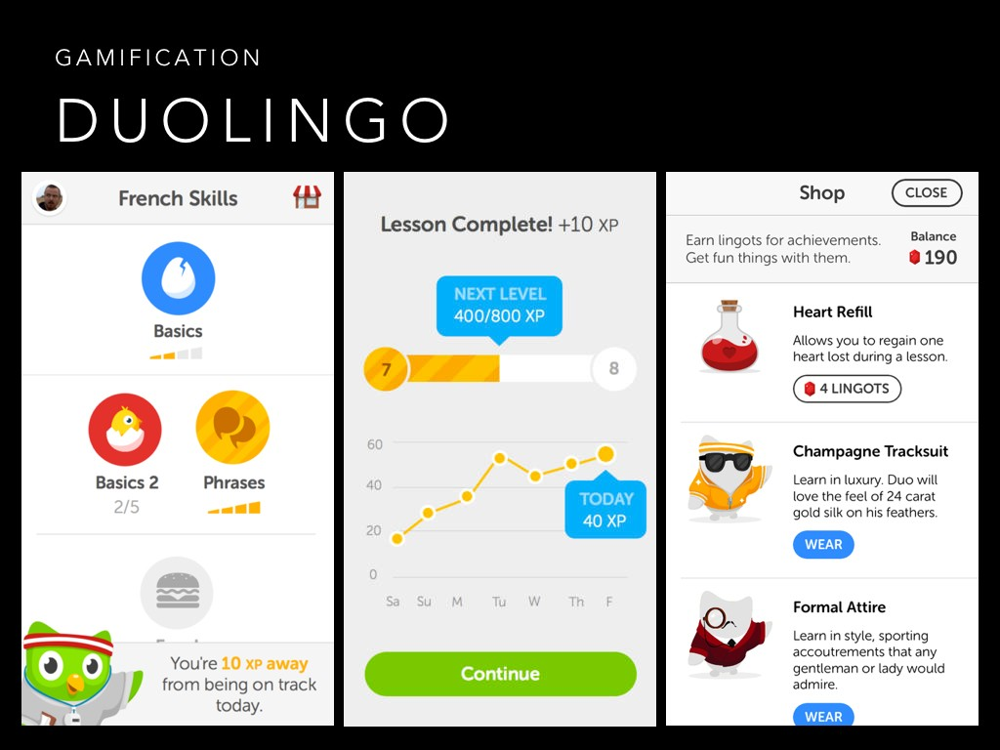 GAMIFICATION
DUOLINGO
French Skills
Basics
Basics 2
Phrases
2/5
You're 10 XP away
from being on track
today.
Lesson Complete! +10 XP
NEXT LEVEL
400/800 XP
7
8
60
40
20
0
TODAY
40 XP
Sa Su M Tu W Th F
Continue
Shop
CLOSE
Earn lingots for achievements.
Get fun things with them.
Balance
190
Heart Refill
Allows you to regain one
heart lost during a lesson.
4 LINGOTS
Champagne Tracksuit
Learn in luxury. Duo will
love the feel of 24 carat
gold silk on his feathers.
WEAR
Formal Attire
Learn in style, sporting
accoutrements that any
gentleman or lady would
admire.
WEAR